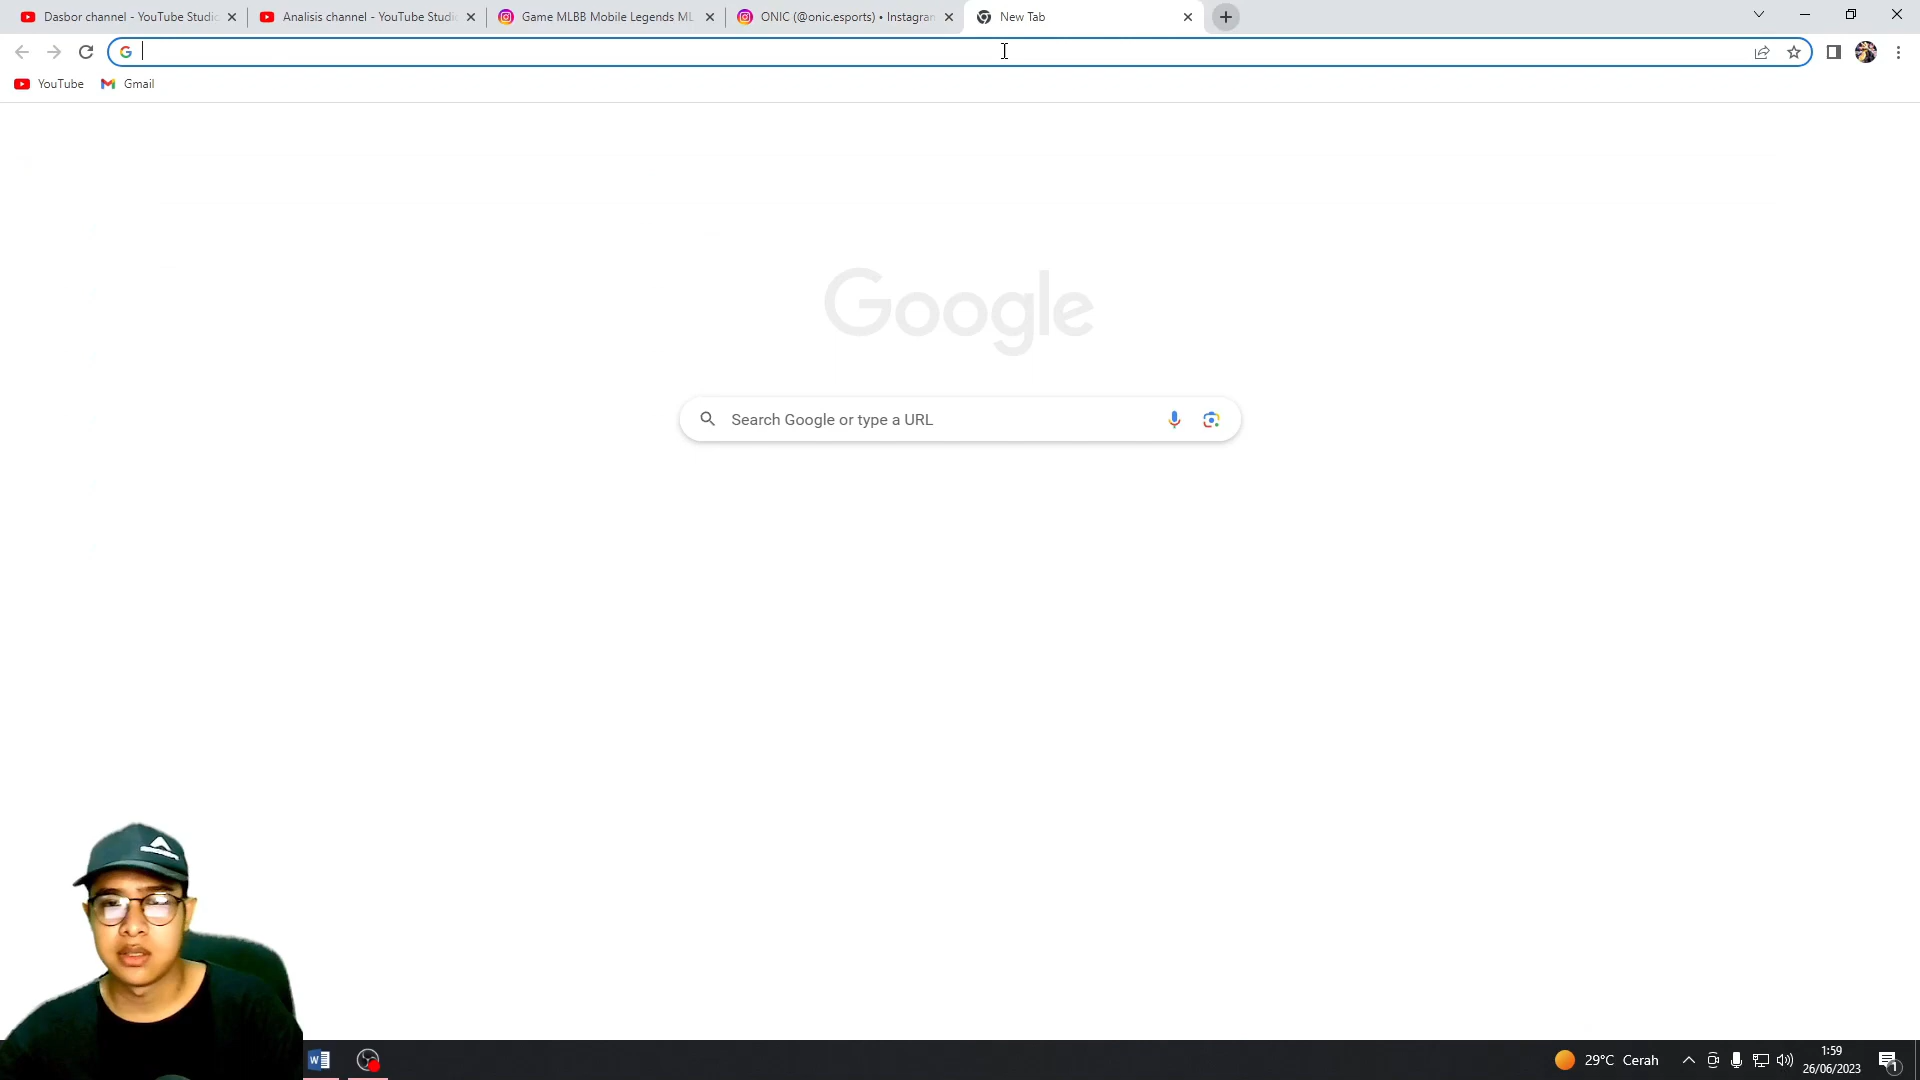 Dasbor channel - YouTube Studio
Analisis channel - YouTube Studi
Game MLBB Mobile Legends ML
ONIC (@onic.esports) • Instagram
New Tab
YouTube
Gmail
Google
Search Google or type a URL
29°C Cerah
1:59
26/06/2023
1